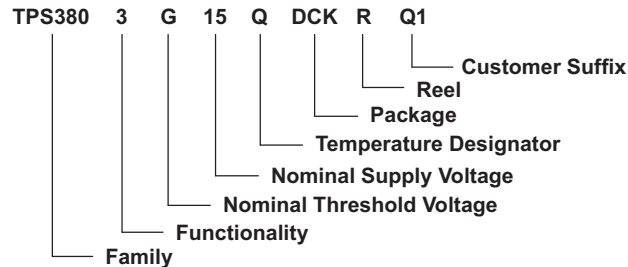 TPS380 3 G 15 Q DCK R Q1
Customer Suffix
Reel
Package
Temperature Designator
Nominal Supply Voltage
Nominal Threshold Voltage
Functionality
Family